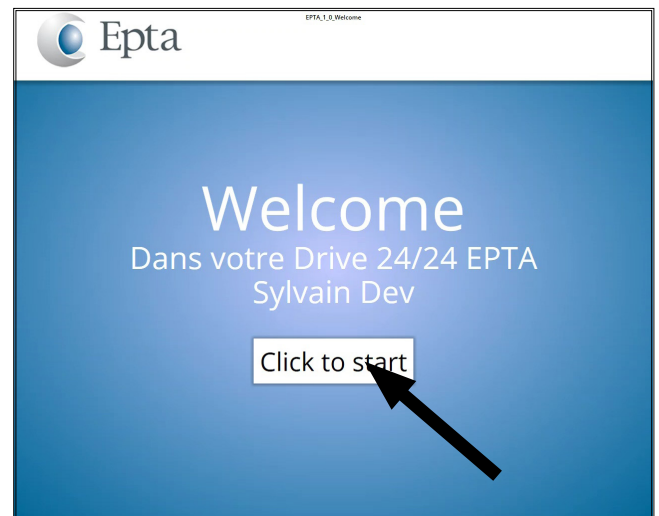 EPTA_1_0_Welcome
Epta
Welcome
Dans votre Drive 24/24 EPTA
Sylvain Dev
Click to start